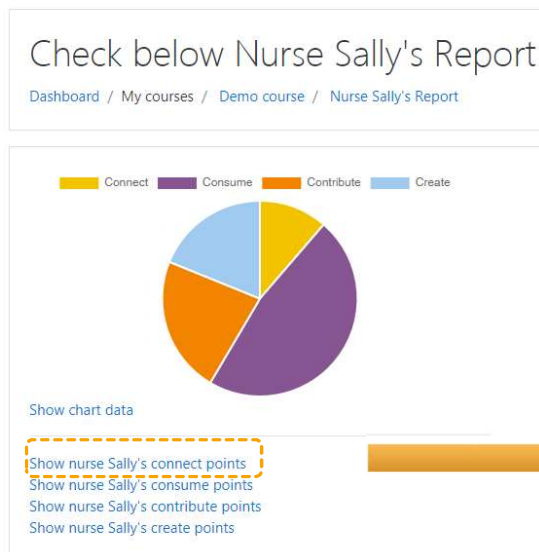 Check below Nurse Sally's Report
Dashboard / My courses / Demo course / Nurse Sally's Report
Connect Consume Contribute Create
Show chart data
Show nurse Sally's connect points
Show nurse Sally's consume points
Show nurse Sally's contribute points
Show nurse Sally's create points